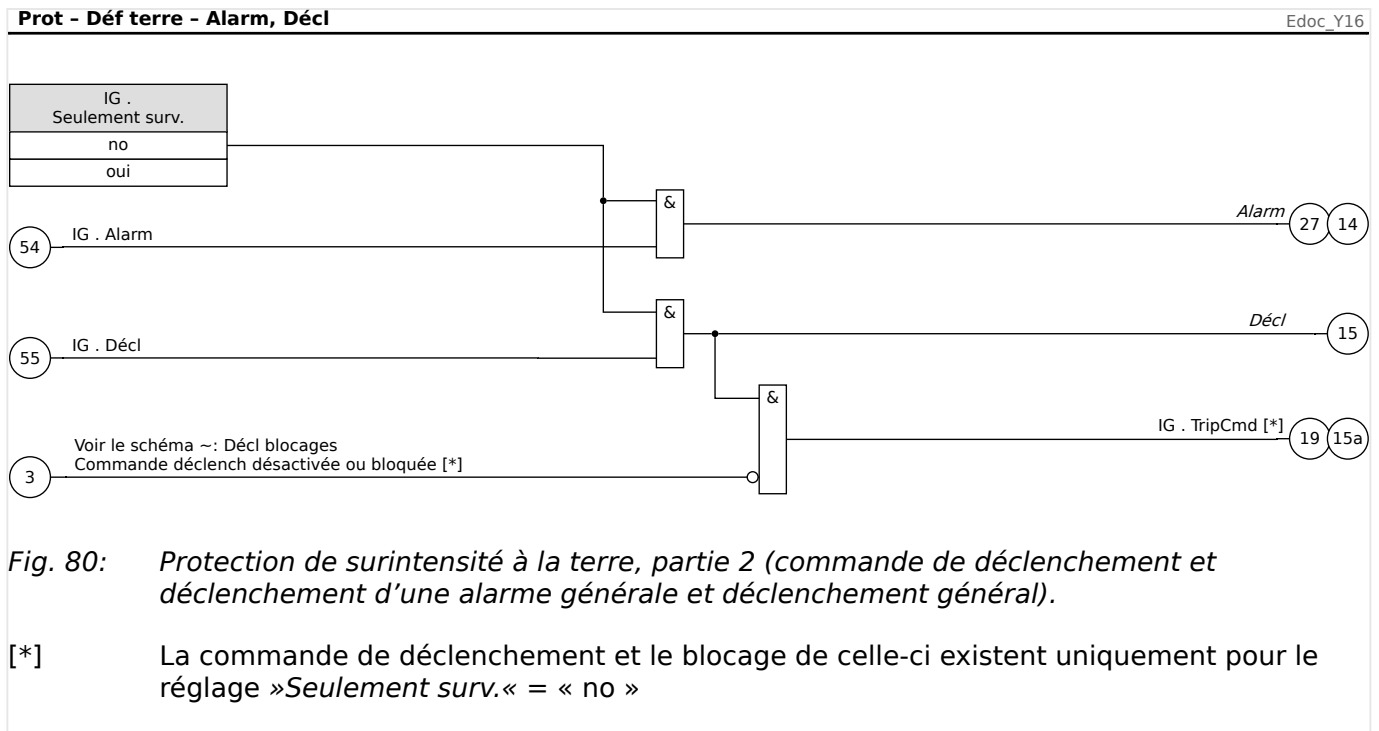 Prot – Déf terre – Alarm, Décl
Edoc_Y16
IG .
Seulement surv.
no
oui
&
Alarm
27
14
54
IG . Alarm
&
Décl
15
55
IG . Décl
&
IG . TripCmd [*]
19
15a
Voir le schéma ~: Décl blocages
Commande déclench désactivée ou bloquée [*]
3
Fig. 80: Protection de surintensité à la terre, partie 2 (commande de déclenchement et
déclenchement d’une alarme générale et déclenchement général).
[*] La commande de déclenchement et le blocage de celle-ci existent uniquement pour le
réglage »Seulement surv.« = « no »